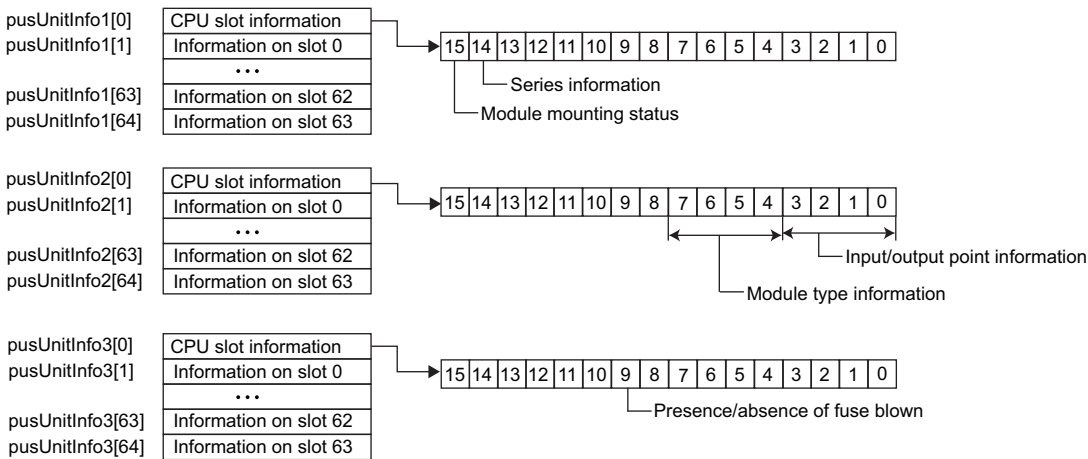 pusUnitInfo1[0] CPU slot information
pusUnitInfo1[1] Information on slot 0
15 14 13 12 11 10 9 8 7 6 5 4 3 2 1 0
...
Series information
pusUnitInfo1[63] Information on slot 62
Module mounting status
pusUnitInfo1[64] Information on slot 63
pusUnitInfo2[0] CPU slot information
pusUnitInfo2[1] Information on slot 0
15 14 13 12 11 10 9 8 7 6 5 4 3 2 1 0
...
pusUnitInfo2[63] Information on slot 62
Input/output point information
pusUnitInfo2[64] Information on slot 63
Module type information
pusUnitInfo3[0] CPU slot information
pusUnitInfo3[1] Information on slot 0
15 14 13 12 11 10 9 8 7 6 5 4 3 2 1 0
...
pusUnitInfo3[63] Information on slot 62
Presence/absence of fuse blown
pusUnitInfo3[64] Information on slot 63